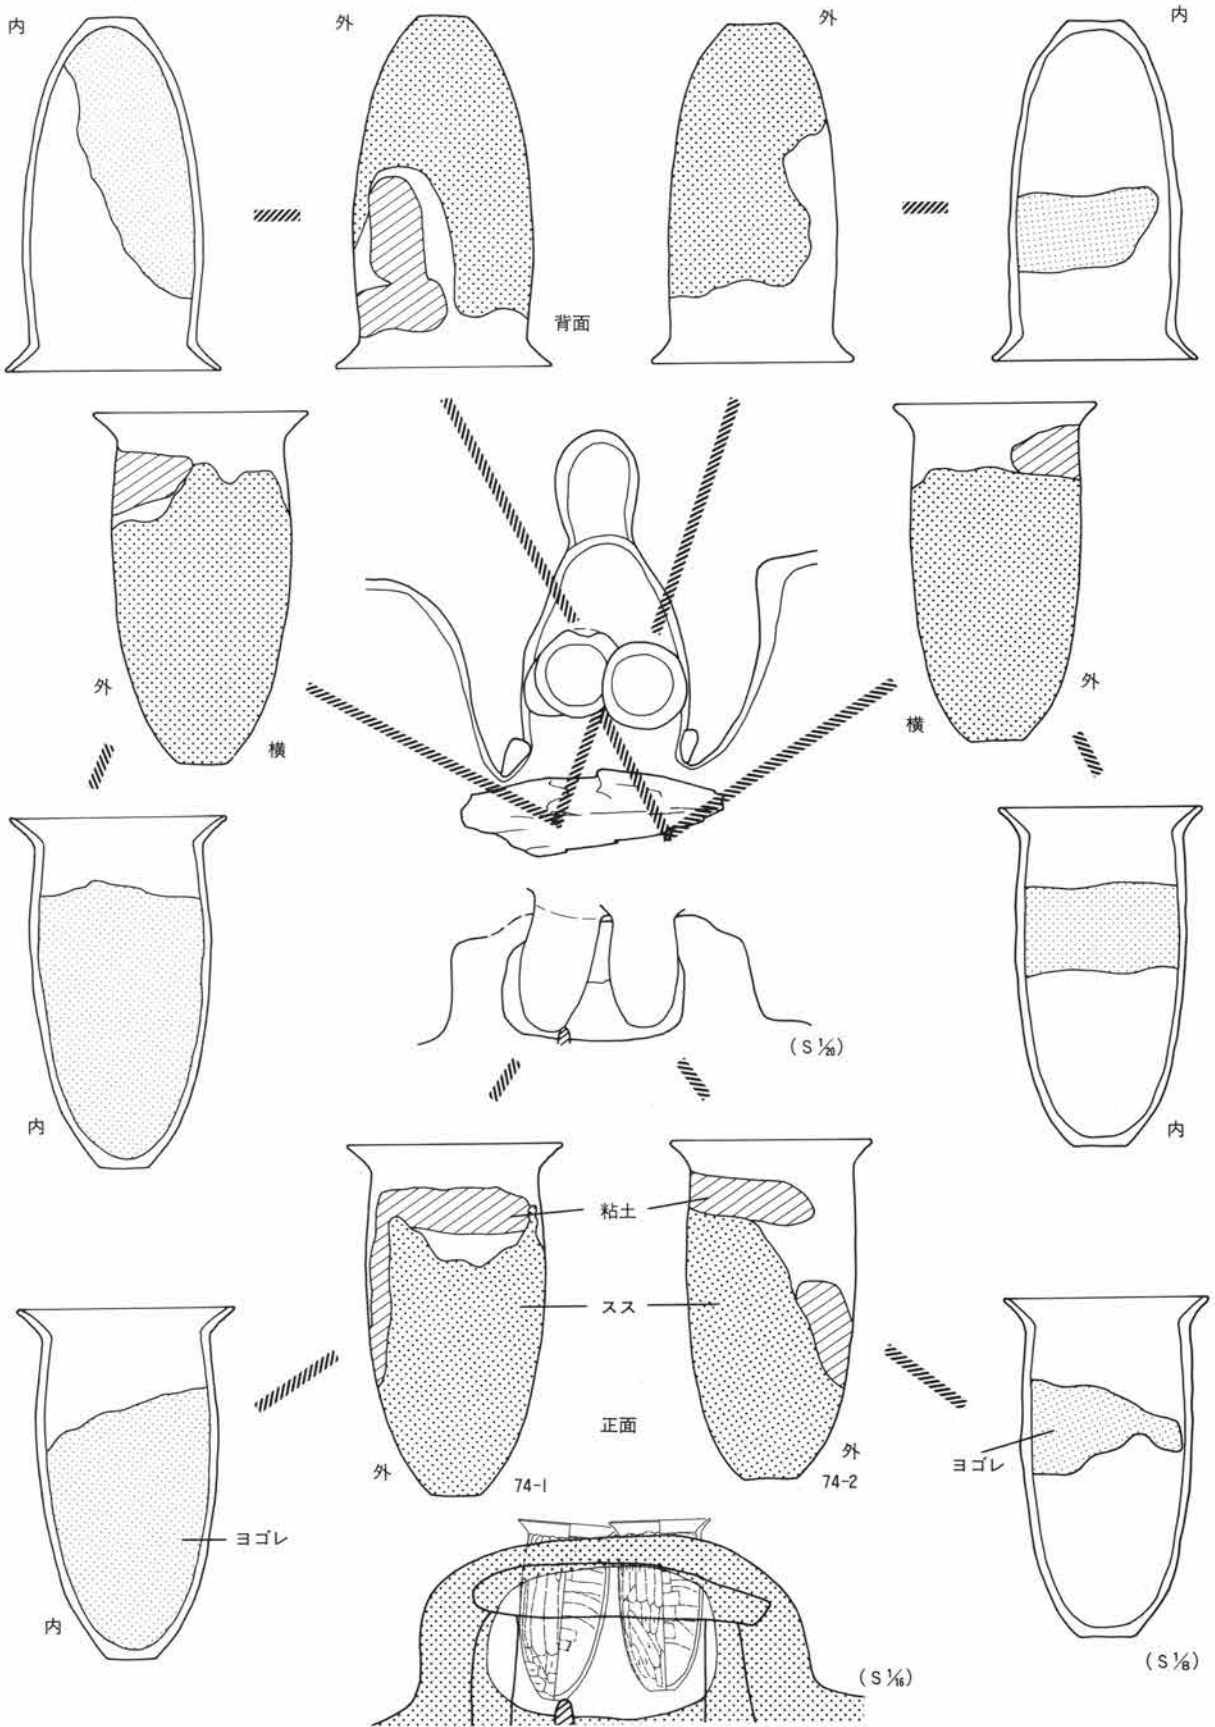 内
外
外
内
背面
外
横
横
外
(S 1/20)
内
内
粘土
スス
正面
外
74-1
外
74-2
ヨゴレ
内
ヨゴレ
(S 1/16)
(S 1/8)